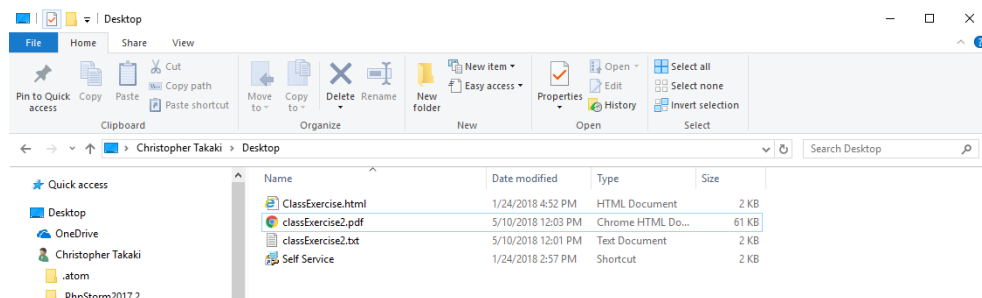 Desktop
File Home Share View
Pin to Quick access
Copy
Paste
Cut
Copy path
Paste shortcut
Clipboard
Move to
Copy to
Delete
Rename
Organize
New folder
New item
Easy access
New
Properties
Open
Edit
History
Open
Select all
Select none
Invert selection
Select
Christopher Takaki > Desktop
Search Desktop
Quick access
Desktop
OneDrive
Christopher Takaki
.atom
PhpStorm2017.2
Name Date modified Type Size
ClassExercise.html 1/24/2018 4:52 PM HTML Document 2 KB
classExercise2.pdf 5/10/2018 12:03 PM Chrome HTML Do... 61 KB
classExercise2.txt 5/10/2018 12:01 PM Text Document 2 KB
Self Service 1/24/2018 2:57 PM Shortcut 2 KB